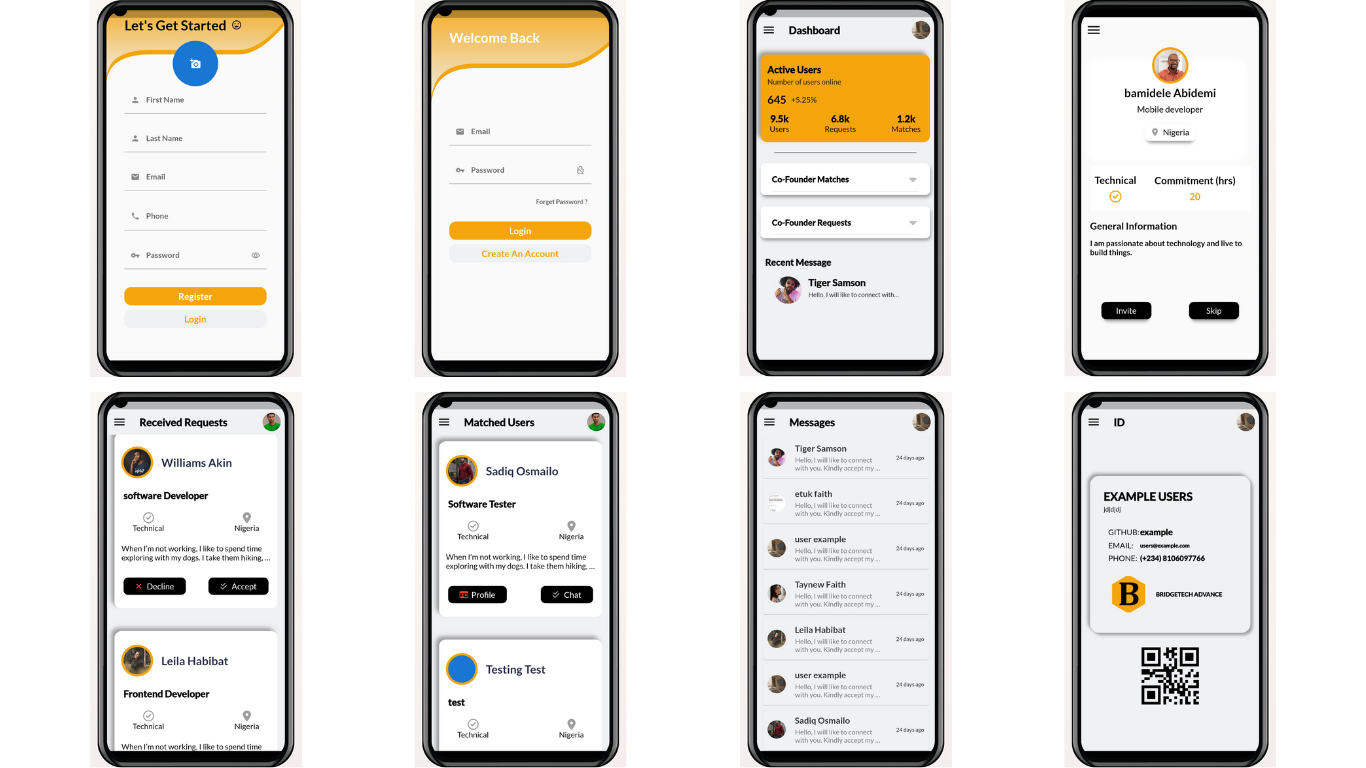 Let's Get Started
First Name
Last Name
Email
Phone
Password
Register
Login
Welcome Back
Email
Password
Forget Password ?
Login
Create An Account
Dashboard
Active Users
Number of users online
645 +5.25%
9.5k 6.8k 1.2k
Users Requests Matches
Co-Founder Matches
Co-Founder Requests
Recent Message
Tiger Samson
Hello, I will like to connect with...
bamidele Abidemi
Mobile developer
Nigeria
Technical Commitment (hrs)
20
General Information
I am passionate about technology and live to
build things.
Invite Skip
Received Requests
Williams Akin
software Developer
Technical Nigeria
When I'm not working, I like to spend time
exploring with my dogs. I take them hiking, ...
Decline Accept
Leila Habibat
Frontend Developer
Technical Nigeria
When I'm not working, I like to spend time
Matched Users
Sadiq Osmailo
Software Tester
Technical Nigeria
When I'm not working, I like to spend time
exploring with my dogs. I take them hiking, ...
Profile Chat
Testing Test
test
Technical Nigeria
Messages
Tiger Samson
Hello, I will like to connect
with you. Kindly accept my ...
24 days ago
etuk faith
Hello, I will like to connect
with you. Kindly accept my ...
24 days ago
user example
Hello, I will like to connect
with you. Kindly accept my ...
24 days ago
Taynew Faith
Hello, I will like to connect
with you. Kindly accept my ...
24 days ago
Leila Habibat
Hello, I will like to connect
with you. Kindly accept my ...
24 days ago
user example
Hello, I will like to connect
with you. Kindly accept my ...
24 days ago
Sadiq Osmailo
Hello, I will like to connect
with you. Kindly accept my ...
24 days ago
ID
EXAMPLE USERS
jdjdjdj
GITHUB:example
EMAIL: users@example.com
PHONE: (+234) 8106097766
B
BRIDGETECH ADVANCE